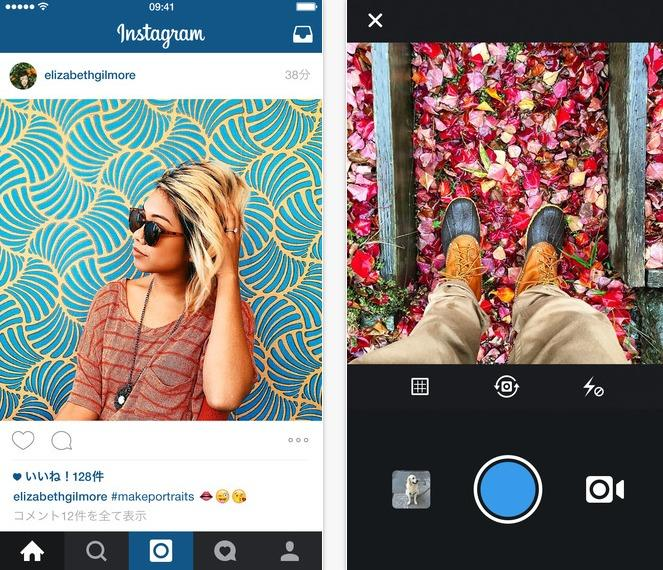 09:41
Instagram
elizabethgilmore
38分
いいね！128件
elizabethgilmore #makeportraits 👄😜😘
コメント12件を全て表示